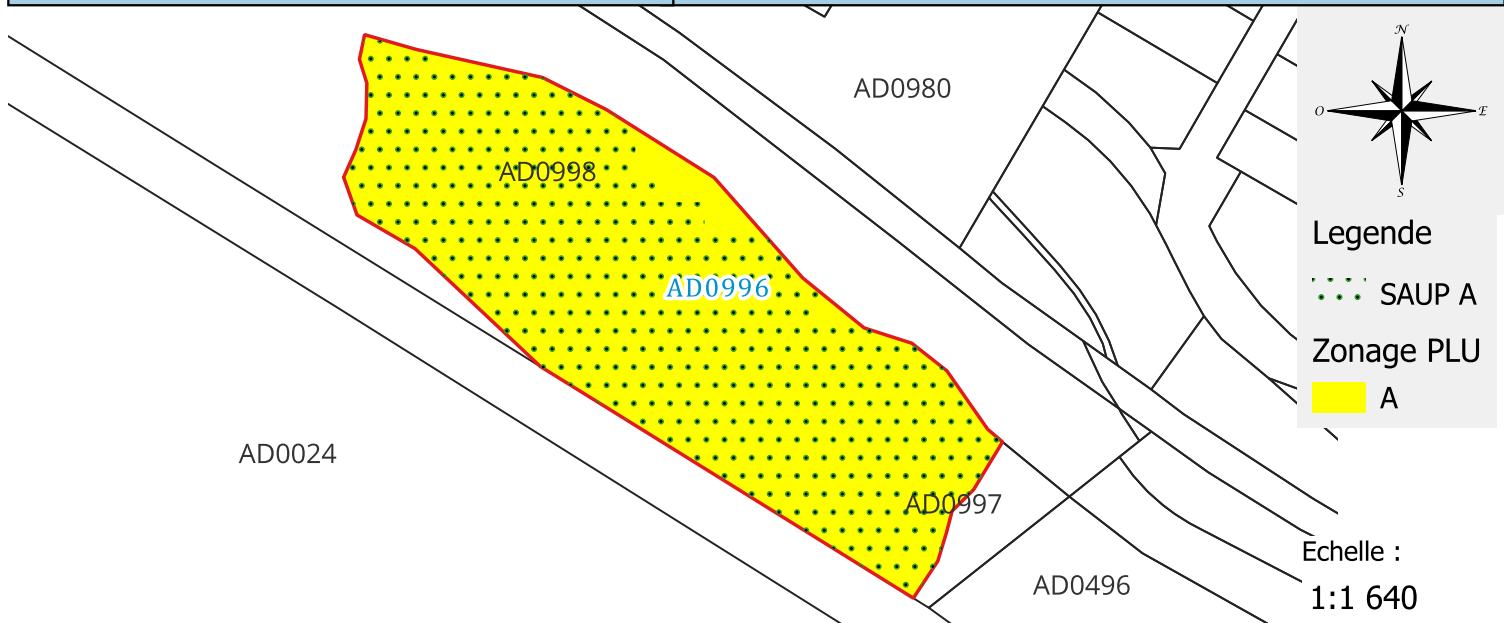 N
AD0980
O
E
AD0998
S
Legende
AD0996
SAUP A
Zonage PLU
A
AD0024
AD0997
Echelle :
AD0496
1:1 640